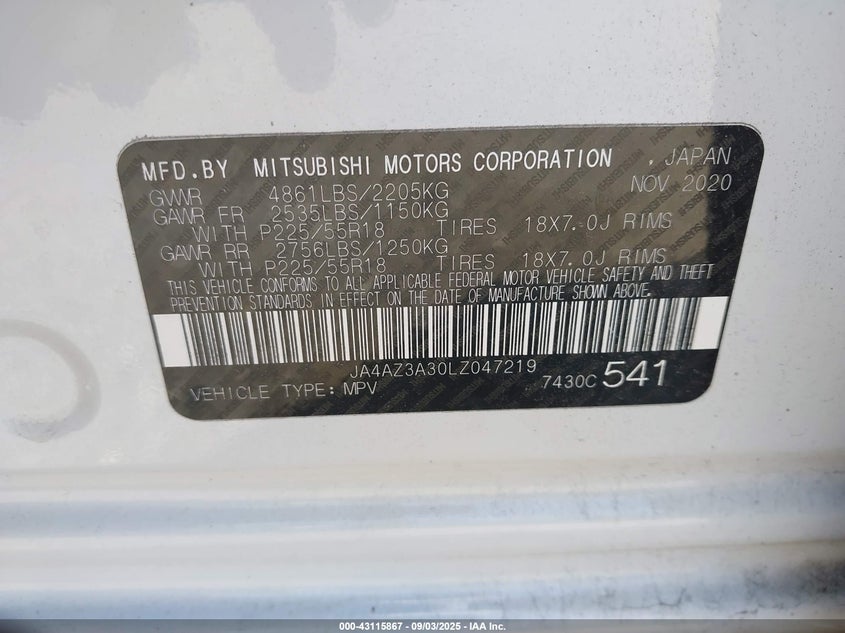 MFD.BY MITSUBISHI MOTORS CORPORATION , JAPAN
GVWR 4861LBS/2205KG NOV 2020
GAWR FR 2535LBS/1150KG
WITH P225/55R18 TIRES 18X7.0J RIMS
GAWR RR 2756LBS/1250KG
WITH P225/55R18 TIRES 18X7.0J RIMS
THIS VEHICLE CONFORMS TO ALL APPLICABLE FEDERAL MOTOR VEHICLE SAFETY AND THEFT
PREVENTION STANDARDS IN EFFECT ON THE DATE OF MANUFACTURE SHOWN ABOVE.
JA4AZ3A30LZ047219
VEHICLE TYPE: MPV 7430C 541
000-43115867 - 09/03/2025 - IAA Inc.